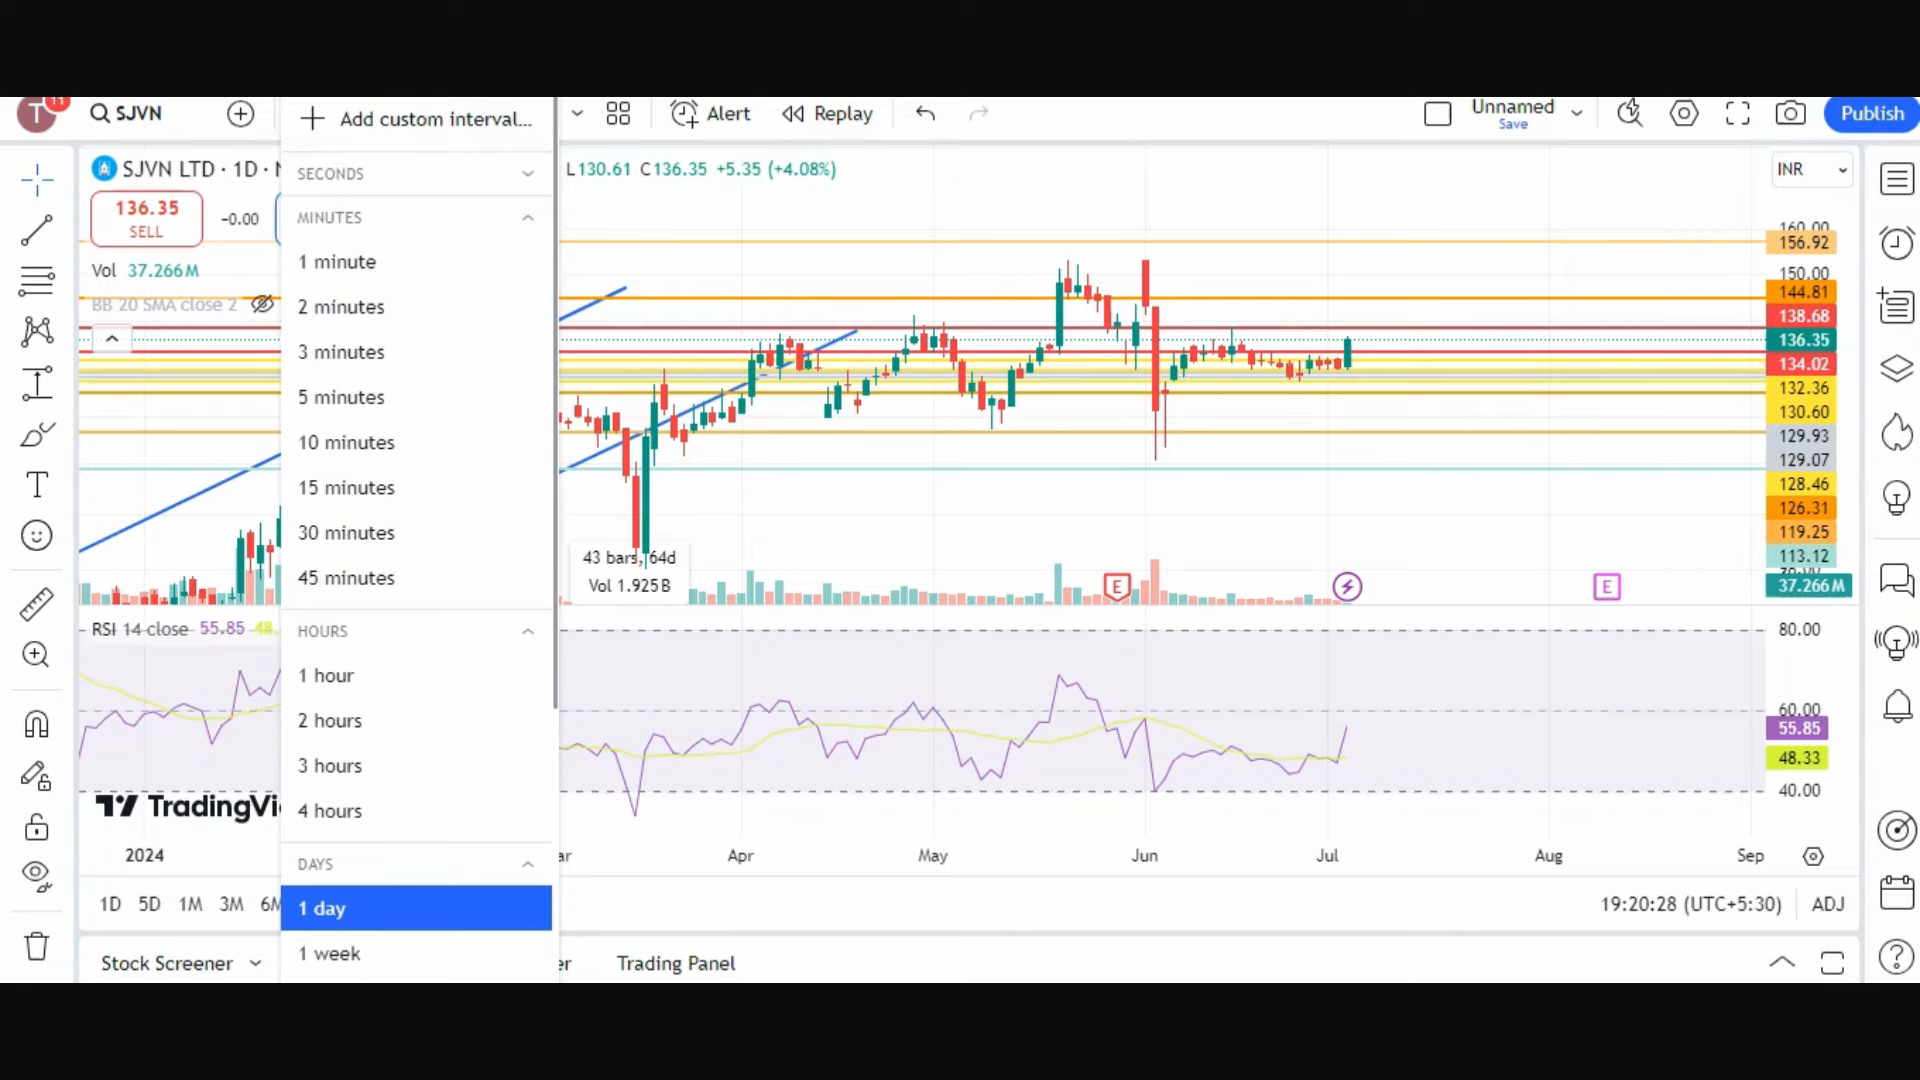 T 11
SJVN
Add custom interval...
Alert
Replay
Unnamed
Save
Publish
SJVN LTD · 1D ·
L130.61 C136.35 +5.35 (+4.08%)
INR
SECONDS
136.35
SELL
-0.00
MINUTES
Vol 37.266M
BB 20 SMA close 2
1 minute
2 minutes
3 minutes
5 minutes
10 minutes
15 minutes
30 minutes
45 minutes
160.00
156.92
150.00
144.81
138.68
136.35
134.02
132.36
130.60
129.93
129.07
128.46
126.31
119.25
113.12
37.266M
43 bars, 64d
Vol 1.925B
E
E
RSI 14 close 55.85 48.
HOURS
1 hour
2 hours
3 hours
4 hours
80.00
60.00
55.85
48.33
40.00
TradingVi
2024
ar
Apr
May
Jun
Jul
Aug
Sep
DAYS
1D 5D 1M 3M 6M
1 day
19:20:28 (UTC+5:30)
ADJ
1 week
Stock Screener
er
Trading Panel